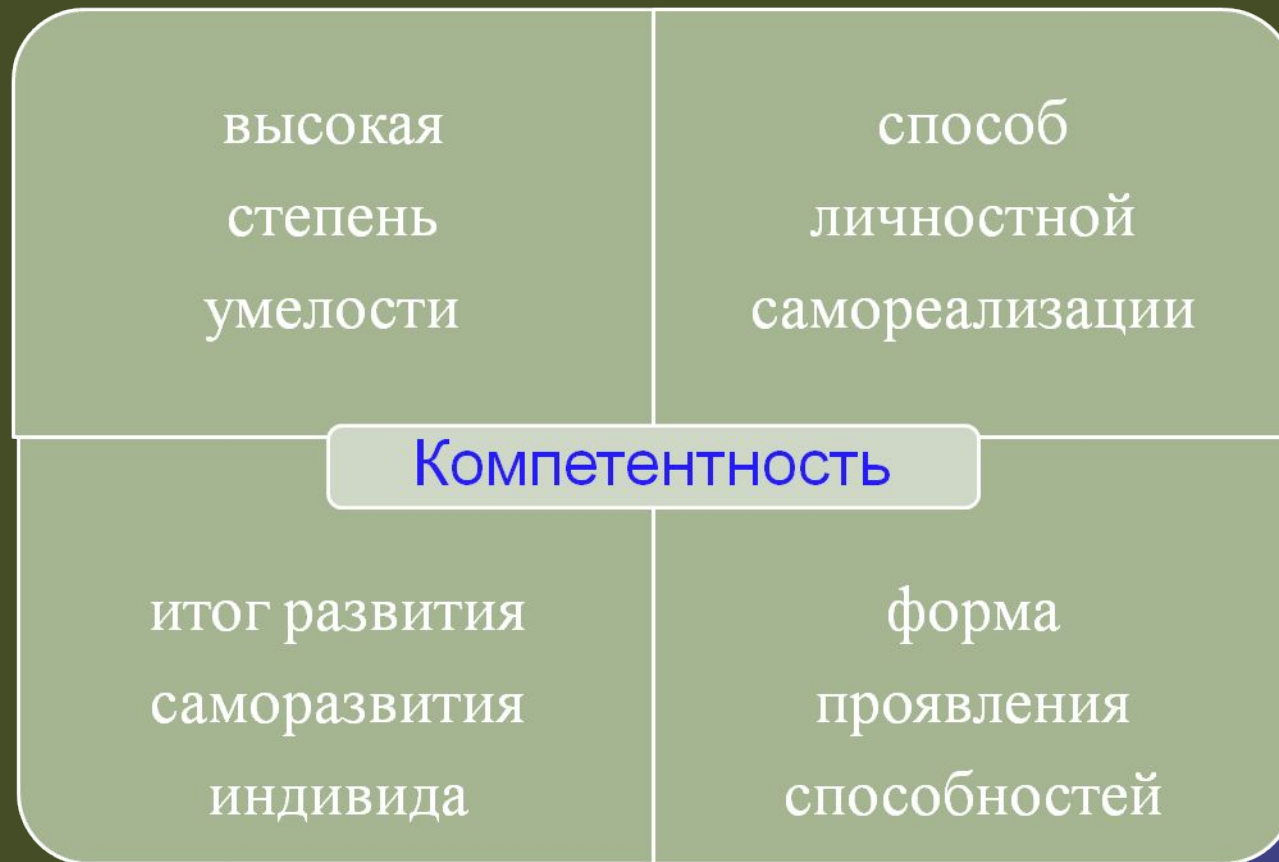 высокая
степень
умелости
способ
личностной
самореализации
Компетентность
итог развития
саморазвития
индивида
форма
проявления
способностей